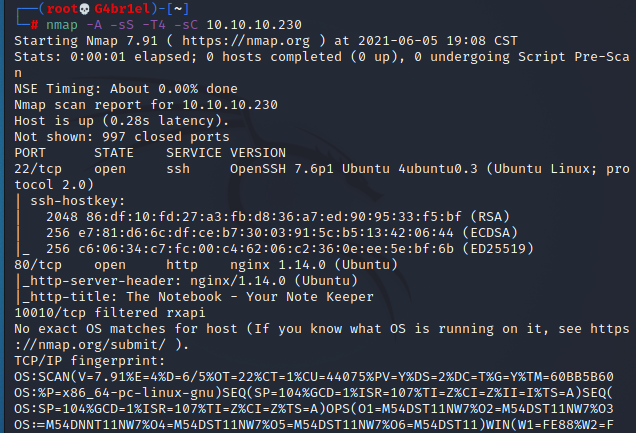 ┌──(root💀G4br1el)-[~]
└─# nmap -A -sS -T4 -sC 10.10.10.230
Starting Nmap 7.91 ( https://nmap.org ) at 2021-06-05 19:08 CST
Stats: 0:00:01 elapsed; 0 hosts completed (0 up), 0 undergoing Script Pre-Sca
n
NSE Timing: About 0.00% done
Nmap scan report for 10.10.10.230
Host is up (0.28s latency).
Not shown: 997 closed ports
PORT      STATE    SERVICE VERSION
22/tcp    open     ssh     OpenSSH 7.6p1 Ubuntu 4ubuntu0.3 (Ubuntu Linux; pro
tocol 2.0)
| ssh-hostkey:
|   2048 86:df:10:fd:27:a3:fb:d8:36:a7:ed:90:95:33:f5:bf (RSA)
|   256 e7:81:d6:6c:df:ce:b7:30:03:91:5c:b5:13:42:06:44 (ECDSA)
|_  256 c6:06:34:c7:fc:00:c4:62:06:c2:36:0e:ee:5e:bf:6b (ED25519)
80/tcp    open     http    nginx 1.14.0 (Ubuntu)
|_http-server-header: nginx/1.14.0 (Ubuntu)
|_http-title: The Notebook - Your Note Keeper
10010/tcp filtered rxapi
No exact OS matches for host (If you know what OS is running on it, see https
://nmap.org/submit/ ).
TCP/IP fingerprint:
OS:SCAN(V=7.91%E=4%D=6/5%OT=22%CT=1%CU=44075%PV=Y%DS=2%DC=T%G=Y%TM=60BB5B60
OS:%P=x86_64-pc-linux-gnu)SEQ(SP=104%GCD=1%ISR=107%TI=Z%CI=Z%II=I%TS=A)SEQ(
OS:SP=104%GCD=1%ISR=107%TI=Z%CI=Z%TS=A)OPS(O1=M54DST11NW7%O2=M54DST11NW7%O3
OS:=M54DNNT11NW7%O4=M54DST11NW7%O5=M54DST11NW7%O6=M54DST11)WIN(W1=FE88%W2=F